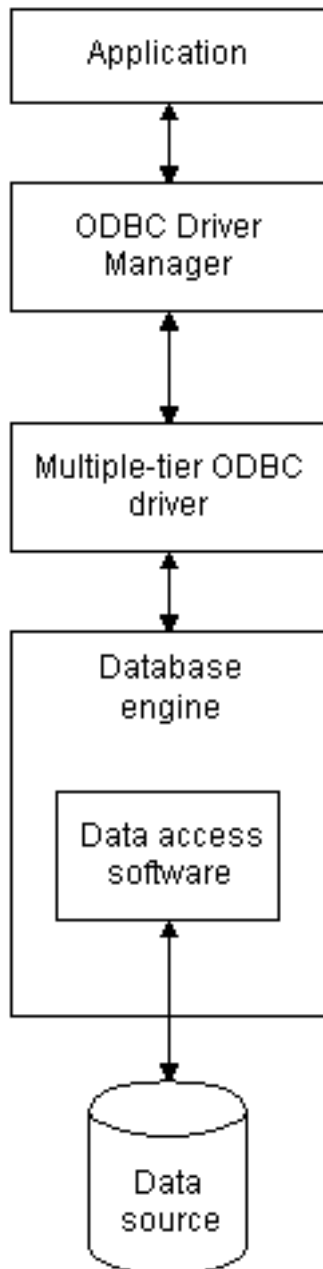 Application
ODBC Driver
Manager
Multiple-tier ODBC
driver
Database
engine
Data access
software
Data
source